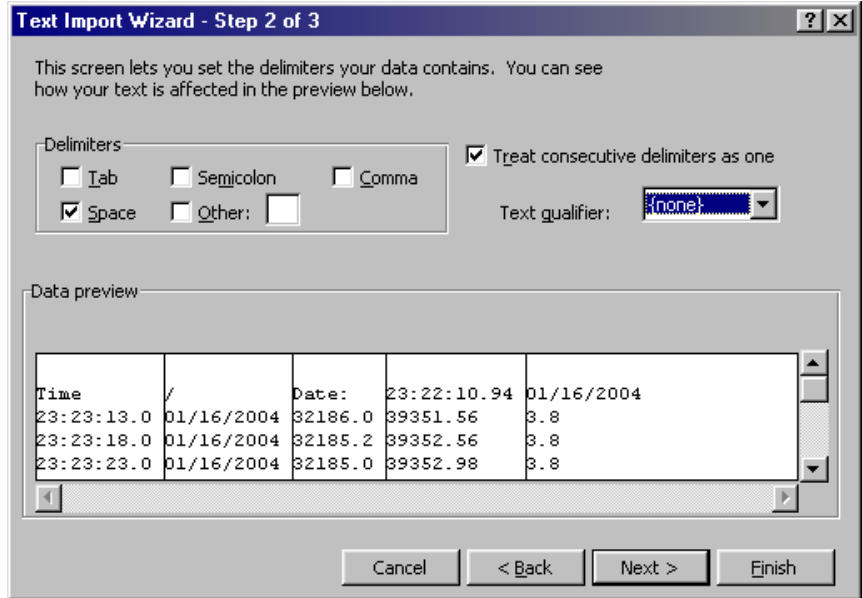 Text Import Wizard - Step 2 of 3
This screen lets you set the delimiters your data contains. You can see
how your text is affected in the preview below.
Delimiters
Tab Semicolon Comma
Space Other:
Treat consecutive delimiters as one
Text qualifier: {none}
Data preview
Time / Date: 23:22:10.94 01/16/2004
23:23:13.0 01/16/2004 32186.0 39351.56 3.8
23:23:18.0 01/16/2004 32185.2 39352.56 3.8
23:23:23.0 01/16/2004 32185.0 39352.98 3.8
Cancel < Back Next > Finish